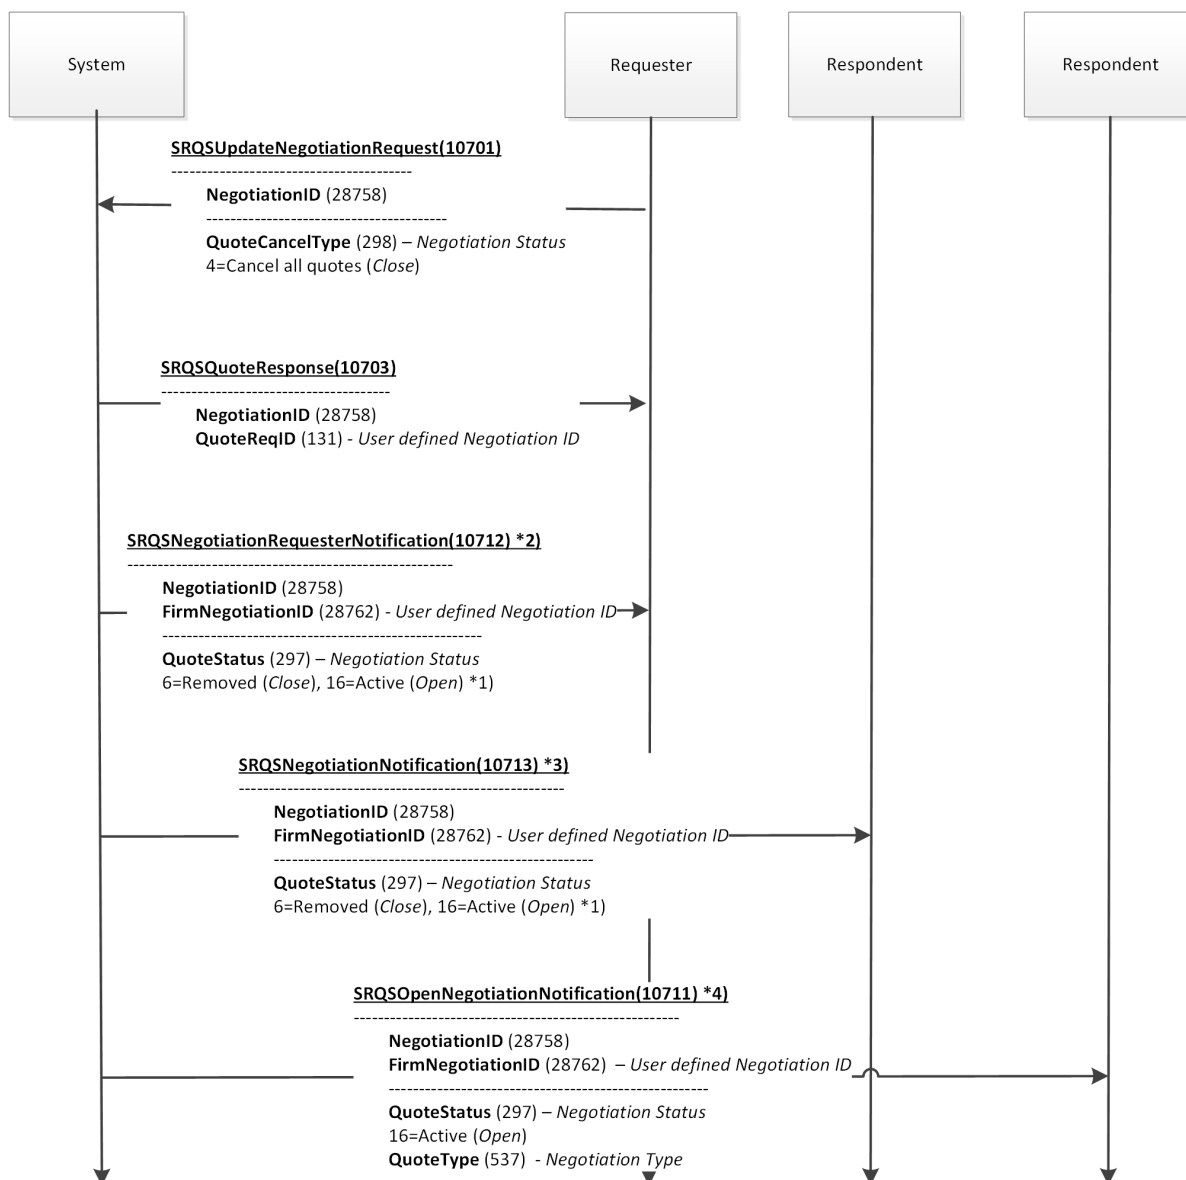 System
Requester
Respondent
Respondent
SRQSUpdateNegotiationRequest(10701)
----------------------------------------
NegotiationID (28758)
----------------------------------------
QuoteCancelType (298) – Negotiation Status
4=Cancel all quotes (Close)
SRQSQuoteResponse(10703)
--------------------------------------
NegotiationID (28758)
QuoteReqID (131) - User defined Negotiation ID
SRQSNegotiationRequesterNotification(10712) *2)
------------------------------------------------------
NegotiationID (28758)
FirmNegotiationID (28762) - User defined Negotiation ID
-----------------------------------------------------
QuoteStatus (297) – Negotiation Status
6=Removed (Close), 16=Active (Open) *1)
SRQSNegotiationNotification(10713) *3)
------------------------------------------------------
NegotiationID (28758)
FirmNegotiationID (28762) - User defined Negotiation ID
-----------------------------------------------------
QuoteStatus (297) – Negotiation Status
6=Removed (Close), 16=Active (Open) *1)
SRQSOpenNegotiationNotification(10711) *4)
------------------------------------------------------
NegotiationID (28758)
FirmNegotiationID (28762) – User defined Negotiation ID
-----------------------------------------------------
QuoteStatus (297) – Negotiation Status
16=Active (Open)
QuoteType (537) - Negotiation Type